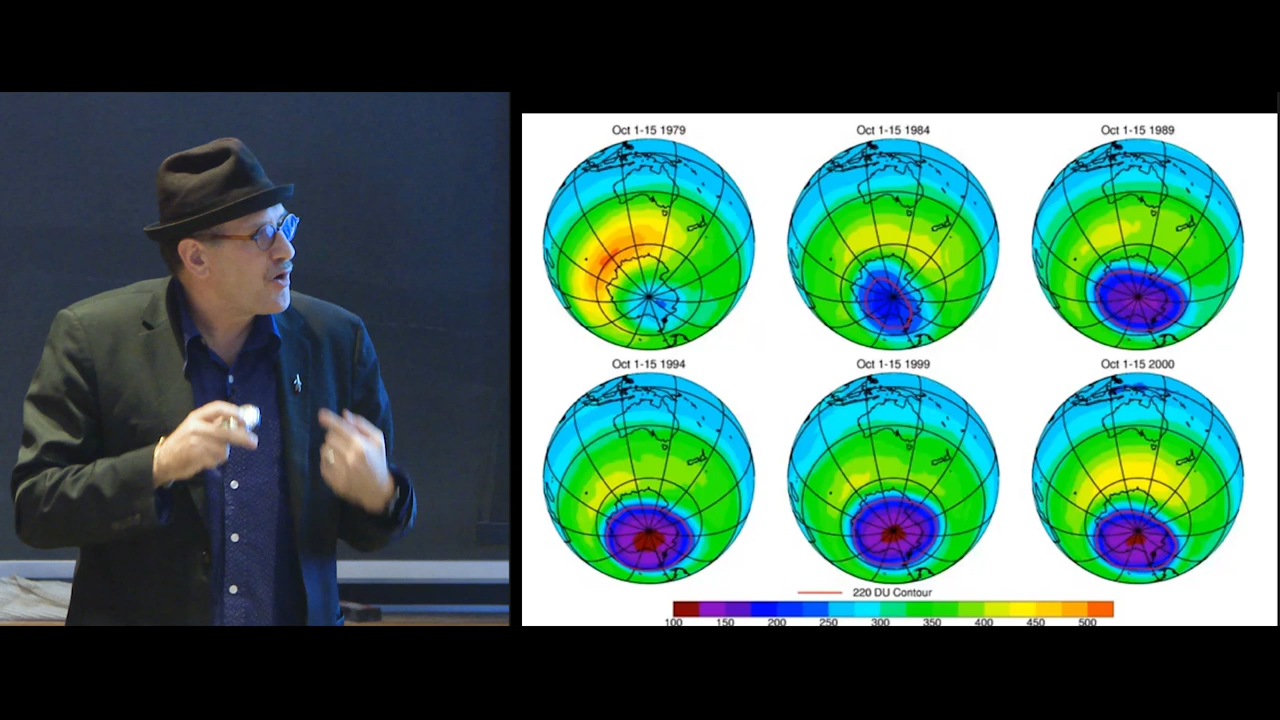 Oct 1-15 1979 Oct 1-15 1984 Oct 1-15 1989
Oct 1-15 1994 Oct 1-15 1999 Oct 1-15 2000
220 DU Contour
100 150 200 250 300 350 400 450 500